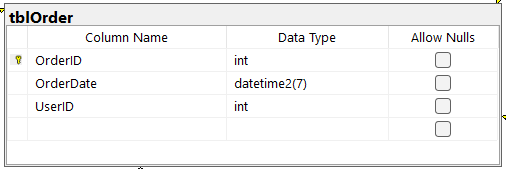 tblOrder
Column Name Data Type Allow Nulls
OrderID int
OrderDate datetime2(7)
UserID int